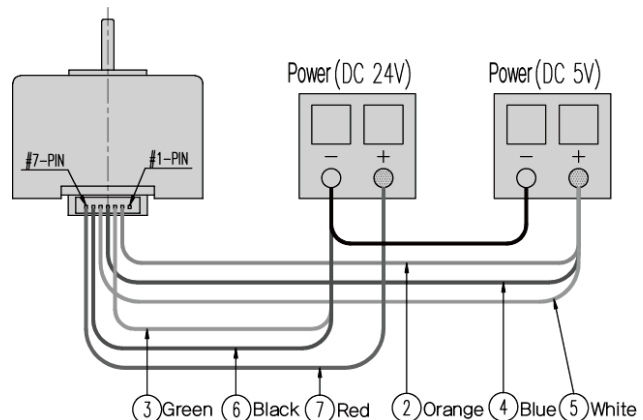 Power(DC 24V)
Power(DC 5V)
#7-PIN
#1-PIN
− +
− +
3 Green
6 Black
7 Red
2 Orange
4 Blue
5 White